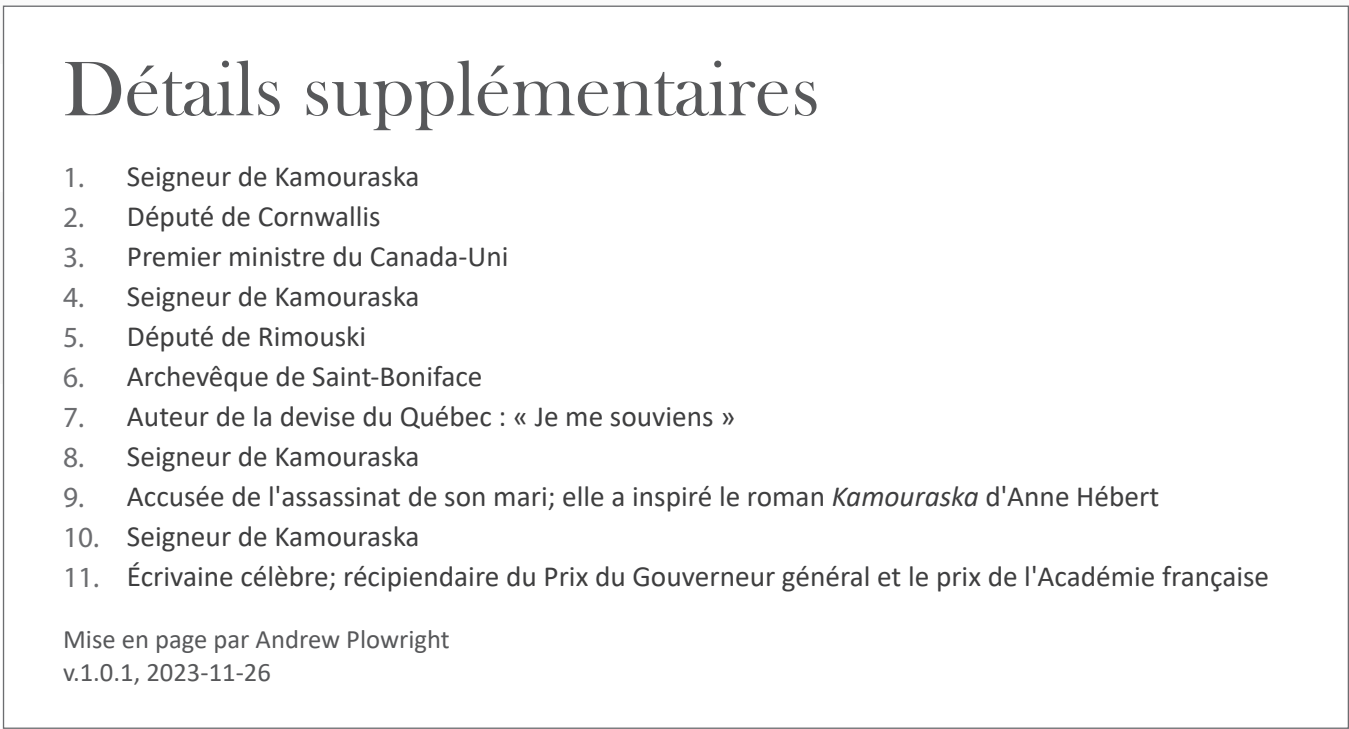 Détails supplémentaires
1. Seigneur de Kamouraska
2. Député de Cornwallis
3. Premier ministre du Canada-Uni
4. Seigneur de Kamouraska
5. Député de Rimouski
6. Archevêque de Saint-Boniface
7. Auteur de la devise du Québec : « Je me souviens »
8. Seigneur de Kamouraska
9. Accusée de l'assassinat de son mari; elle a inspiré le roman Kamouraska d'Anne Hébert
10. Seigneur de Kamouraska
11. Écrivaine célèbre; récipiendaire du Prix du Gouverneur général et le prix de l'Académie française
Mise en page par Andrew Plowright
v.1.0.1, 2023-11-26